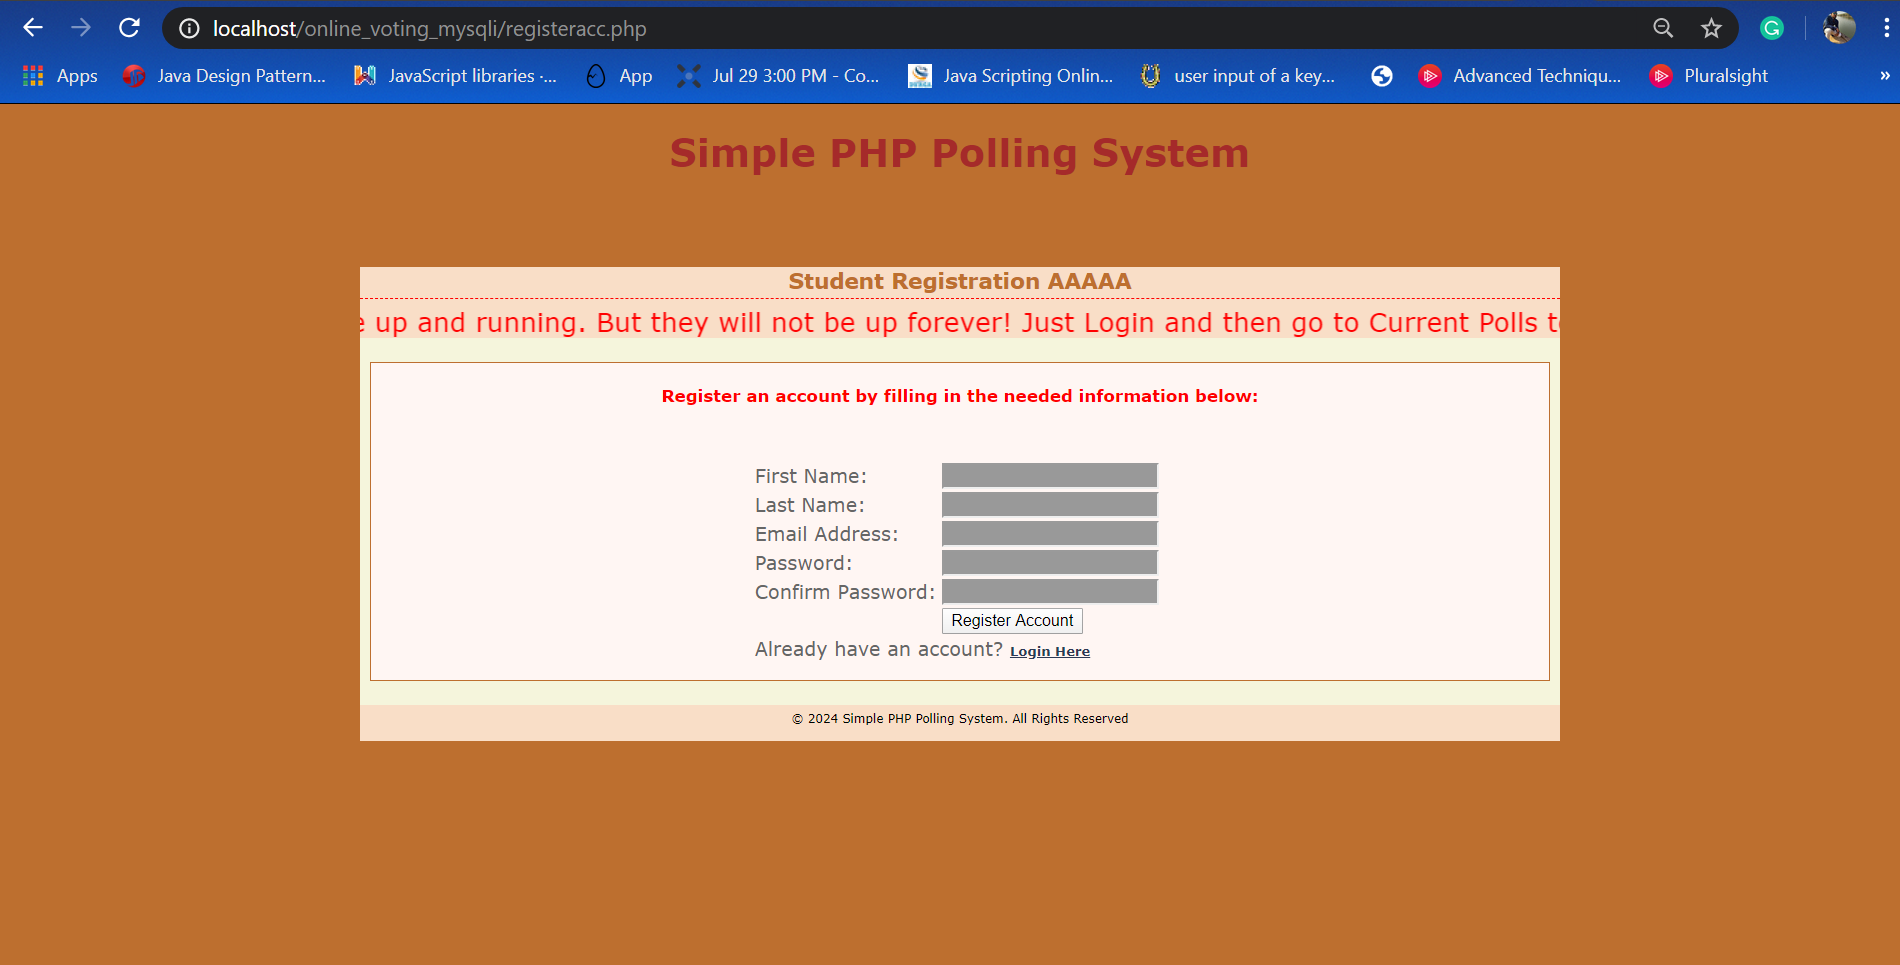 localhost/online_voting_mysqli/registeracc.php
Apps Java Design Pattern... JavaScript libraries -... App Jul 29 3:00 PM - Co... Java Scripting Onlin... user input of a key... Advanced Techniqu... Pluralsight »
Simple PHP Polling System
Student Registration AAAAA
up and running. But they will not be up forever! Just Login and then go to Current Polls
Register an account by filling in the needed information below:
First Name:
Last Name:
Email Address:
Password:
Confirm Password:
Register Account
Already have an account? Login Here
© 2024 Simple PHP Polling System. All Rights Reserved